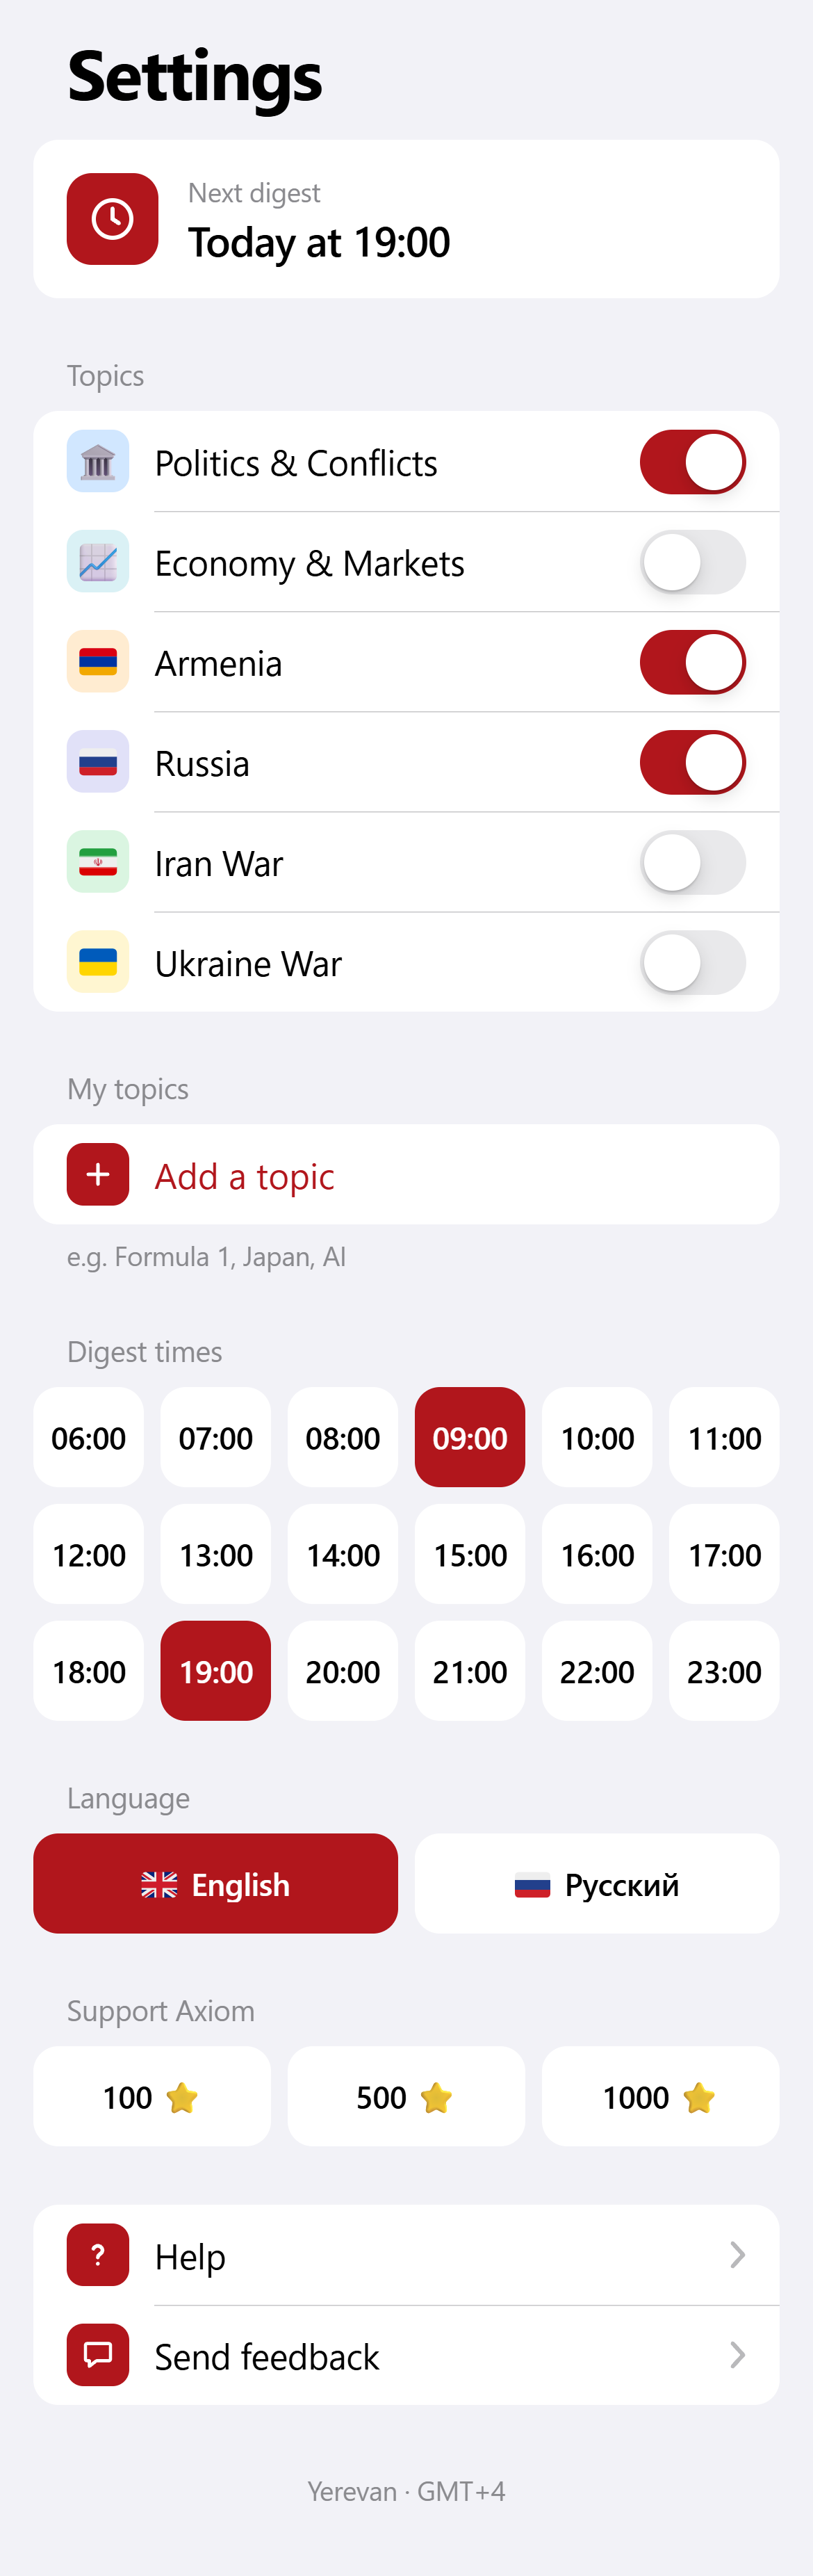 Settings
Next digest
Today at 19:00
Topics
Politics & Conflicts
Economy & Markets
Armenia
Russia
Iran War
Ukraine War
My topics
Add a topic
e.g. Formula 1, Japan, AI
Digest times
06:00 07:00 08:00 09:00 10:00 11:00
12:00 13:00 14:00 15:00 16:00 17:00
18:00 19:00 20:00 21:00 22:00 23:00
Language
English Русский
Support Axiom
100 500 1000
? Help
Send feedback
Yerevan · GMT+4